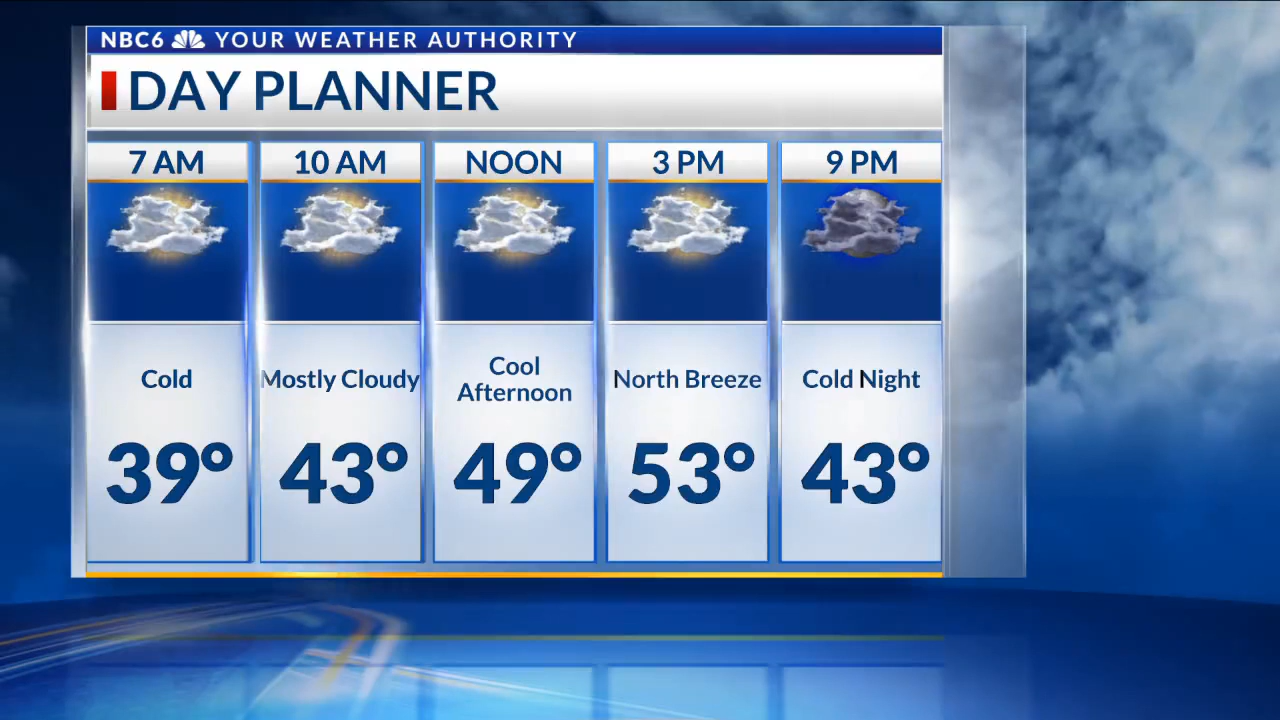 NBC6 YOUR WEATHER AUTHORITY
DAY PLANNER
7 AM
Cold
39°
10 AM
Mostly Cloudy
43°
NOON
Cool
Afternoon
49°
3 PM
North Breeze
53°
9 PM
Cold Night
43°